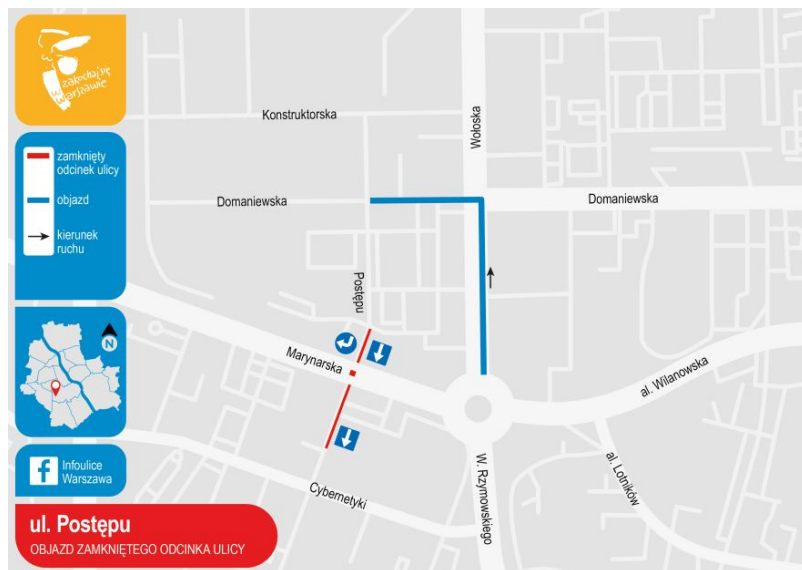 zakochaj się
w warszawie
zamknięty
odcinek ulicy
objazd
kierunek
ruchu
N
Infoulice
Warszawa
ul. Postępu
OBJAZD ZAMKNIĘTEGO ODCINKA ULICY
Konstruktorska
Wołoska
Domaniewska
Domaniewska
Postępu
Marynarska
al. Wilanowska
al. Lotników
W. Rzymowskiego
Cybernetyki